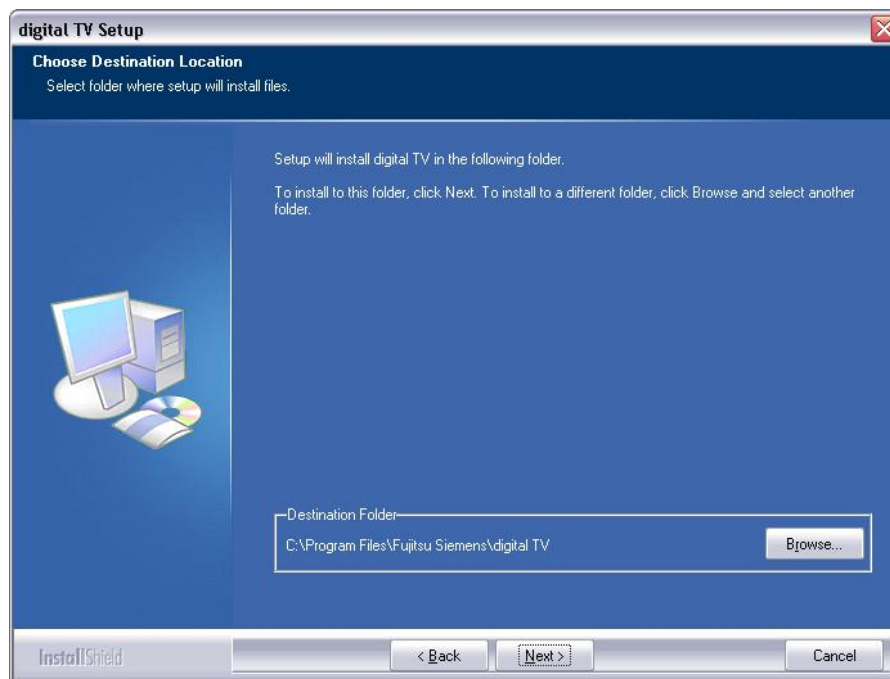 digital TV Setup
Choose Destination Location
Select folder where setup will install files.
Setup will install digital TV in the following folder.
To install to this folder, click Next. To install to a different folder, click Browse and select another
folder.
Destination Folder
C:\Program Files\Fujitsu Siemens\digital TV
Browse...
InstallShield
< Back
Next >
Cancel